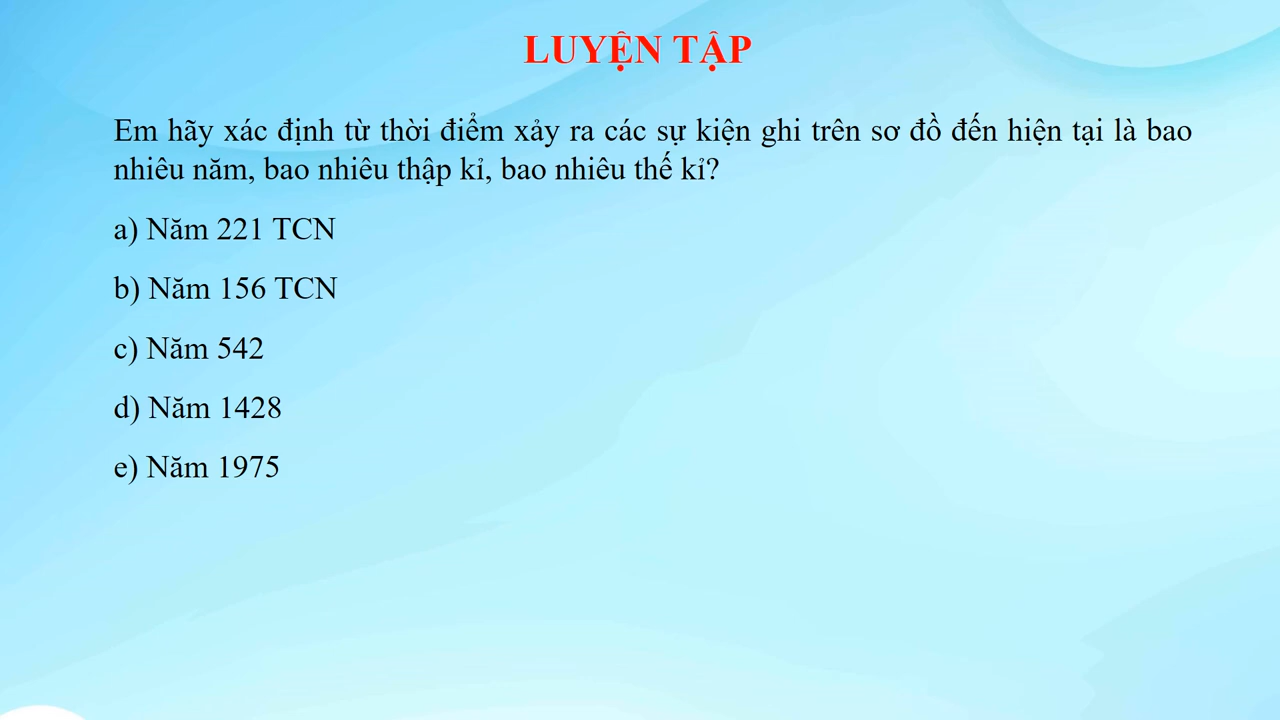 LUYỆN TẬP
Em hãy xác định từ thời điểm xảy ra các sự kiện ghi trên sơ đồ đến hiện tại là bao
nhiêu năm, bao nhiêu thập kỉ, bao nhiêu thế kỉ?
a) Năm 221 TCN
b) Năm 156 TCN
c) Năm 542
d) Năm 1428
e) Năm 1975